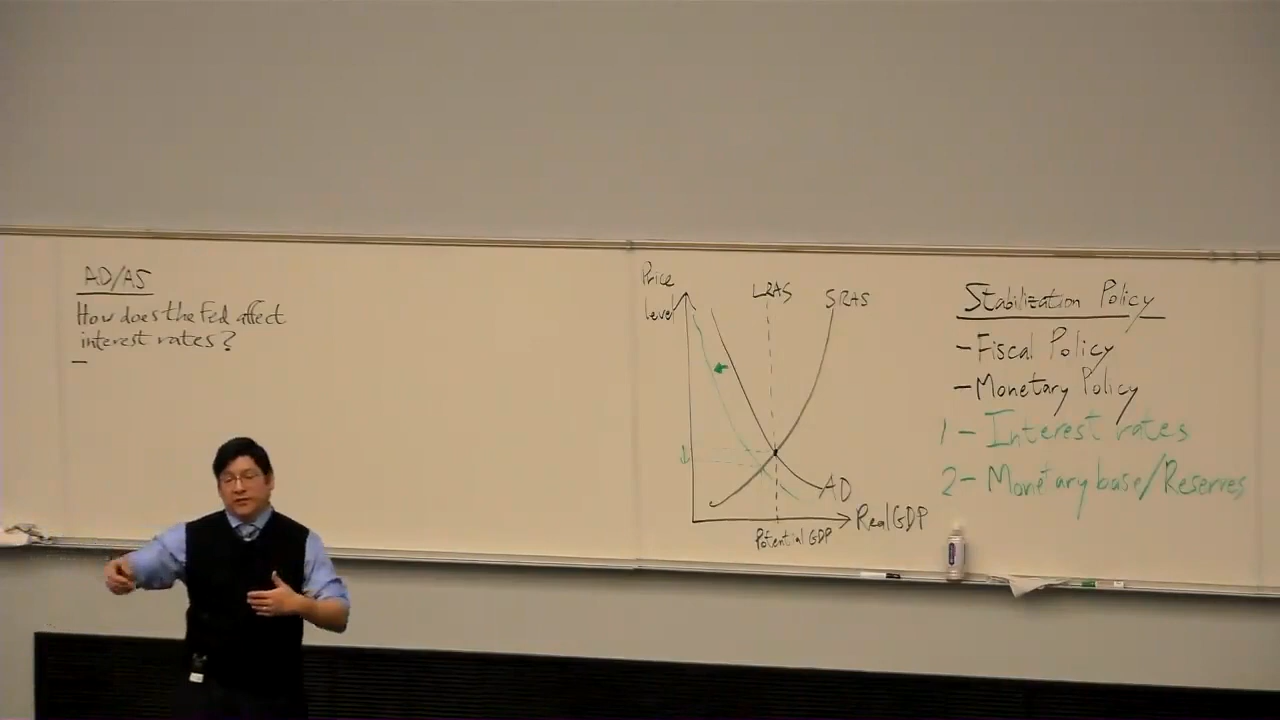 AD/AS
How does the Fed affect
interest rates?
Price
level
LRAS
SRAS
AD
Real GDP
Potential GDP
Stabilization Policy
- Fiscal Policy
- Monetary Policy
1 - Interest rates
2 - Monetary base/Reserves